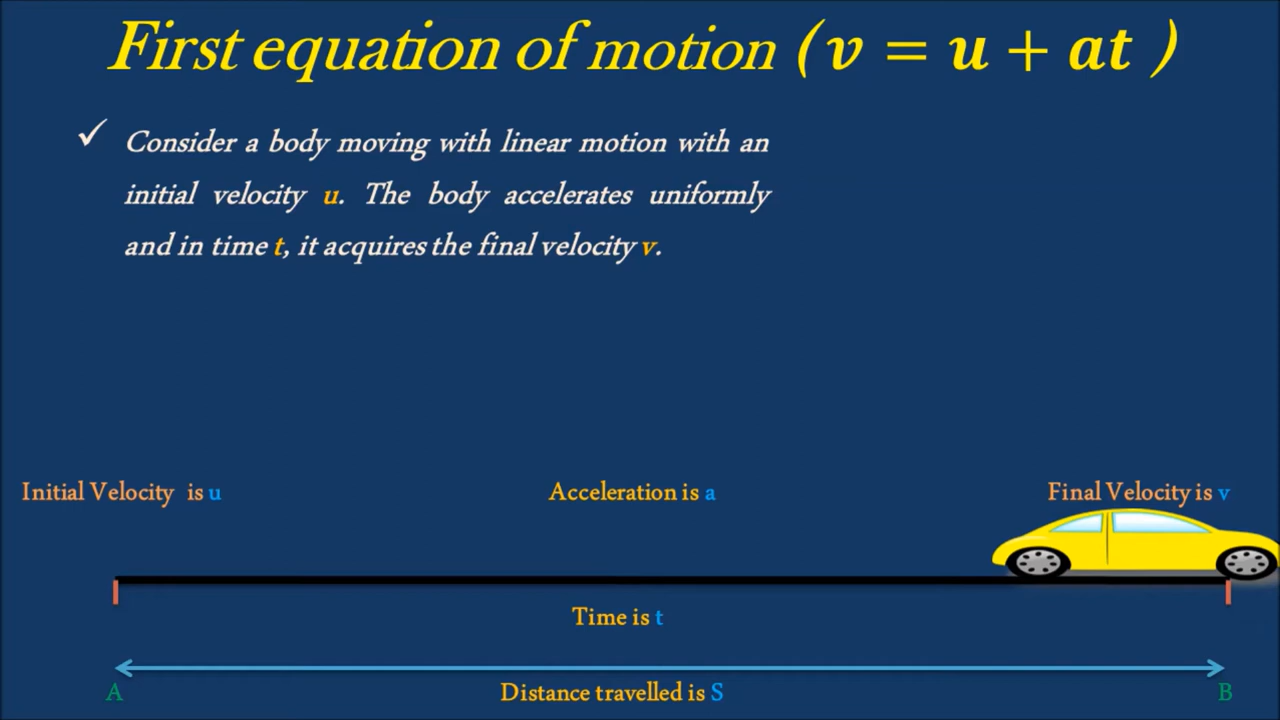 First equation of motion (v = u + at )
✓ Consider a body moving with linear motion with an
initial velocity u. The body accelerates uniformly
and in time t, it acquires the final velocity v.
Initial Velocity is u
Acceleration is a
Final Velocity is v
Time is t
A
Distance travelled is S
B